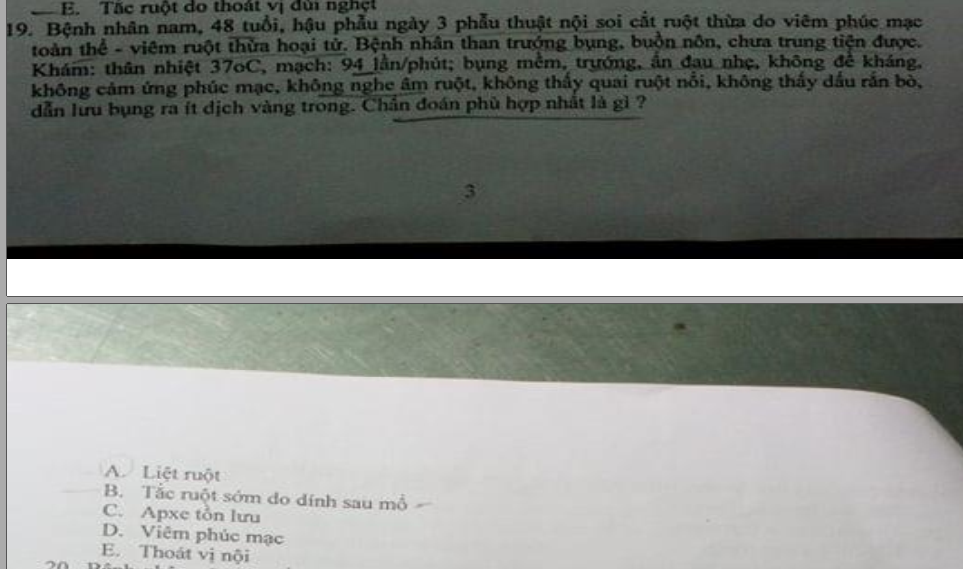 E. Tắc ruột do thoát vị đùi nghẹt
19. Bệnh nhân nam, 48 tuổi, hậu phẫu ngày 3 phẫu thuật nội soi cắt ruột thừa do viêm phúc mạc
toàn thể - viêm ruột thừa hoại tử. Bệnh nhân than trướng bụng, buồn nôn, chưa trung tiện được.
Khám: thân nhiệt 37oC, mạch: 94 lần/phút; bụng mềm, trướng, ấn đau nhẹ, không đề kháng,
không cảm ứng phúc mạc, không nghe âm ruột, không thấy quai ruột nổi, không thấy dấu rắn bò,
dẫn lưu bụng ra ít dịch vàng trong. Chẩn đoán phù hợp nhất là gì ?
3
A. Liệt ruột
B. Tắc ruột sớm do dính sau mổ
C. Apxe tồn lưu
D. Viêm phúc mạc
E. Thoát vị nội
20